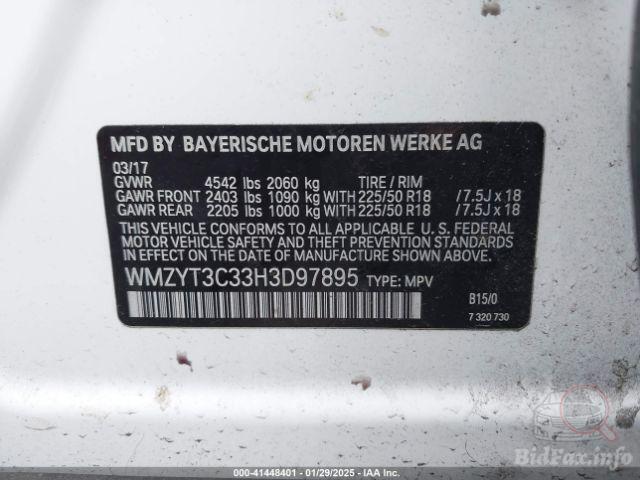 MFD BY BAYERISCHE MOTOREN WERKE AG
03/17
GVWR 4542 lbs 2060 kg TIRE / RIM
GAWR FRONT 2403 lbs 1090 kg WITH 225/50 R18 /7.5J x 18
GAWR REAR 2205 lbs 1000 kg WITH 225/50 R18 /7.5J x 18
THIS VEHICLE CONFORMS TO ALL APPLICABLE U. S. FEDERAL
MOTOR VEHICLE SAFETY, BUMPER, AND THEFT PREVENTION STANDARDS
IN EFFECT ON THE DATE OF MANUFACTURE SHOWN ABOVE.
WMZYT3C33H3D97895 TYPE: MPV
B15/0
7 320 730
BidFax.info
000-41448401 - 01/29/2025 - IAA Inc.